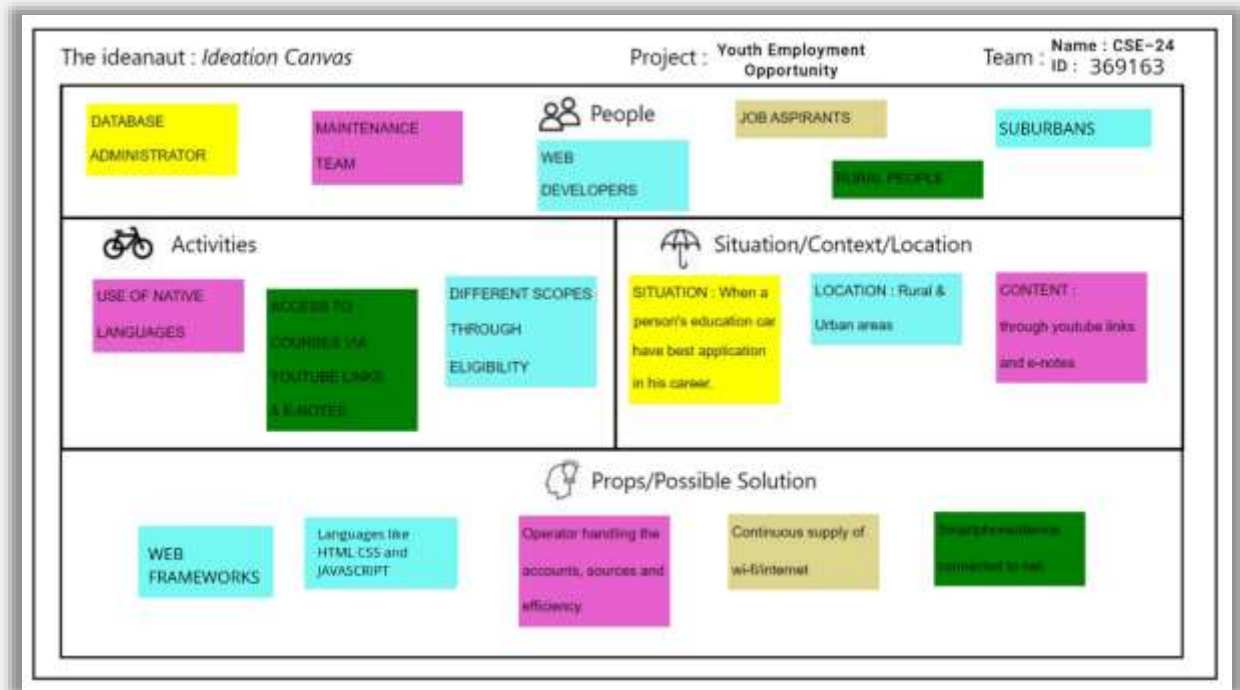 The ideanaut : Ideation Canvas
Project : Youth Employment
Opportunity
Team : Name : CSE-24
ID : 369163
People
DATABASE
ADMINISTRATOR
MAINTENANCE
TEAM
WEB
DEVELOPERS
JOB ASPIRANTS
RURAL PEOPLE
SUBURBANS
Activities
USE OF NATIVE
LANGUAGES
ACCESS TO
COURSES VIA
YOUTUBE LINKS
& E-NOTES
DIFFERENT SCOPES
THROUGH
ELIGIBILITY
Situation/Context/Location
SITUATION : When a
person's education can
have best application
in his career.
LOCATION : Rural &
Urban areas
CONTENT :
through youtube links
and e-notes
Props/Possible Solution
WEB
FRAMEWORKS
Languages like
HTML CSS and
JAVASCRIPT
Operator handling the
accounts, sources and
efficiency.
Continuous supply of
wi-fi/internet
Smartphone/device
connected to net.